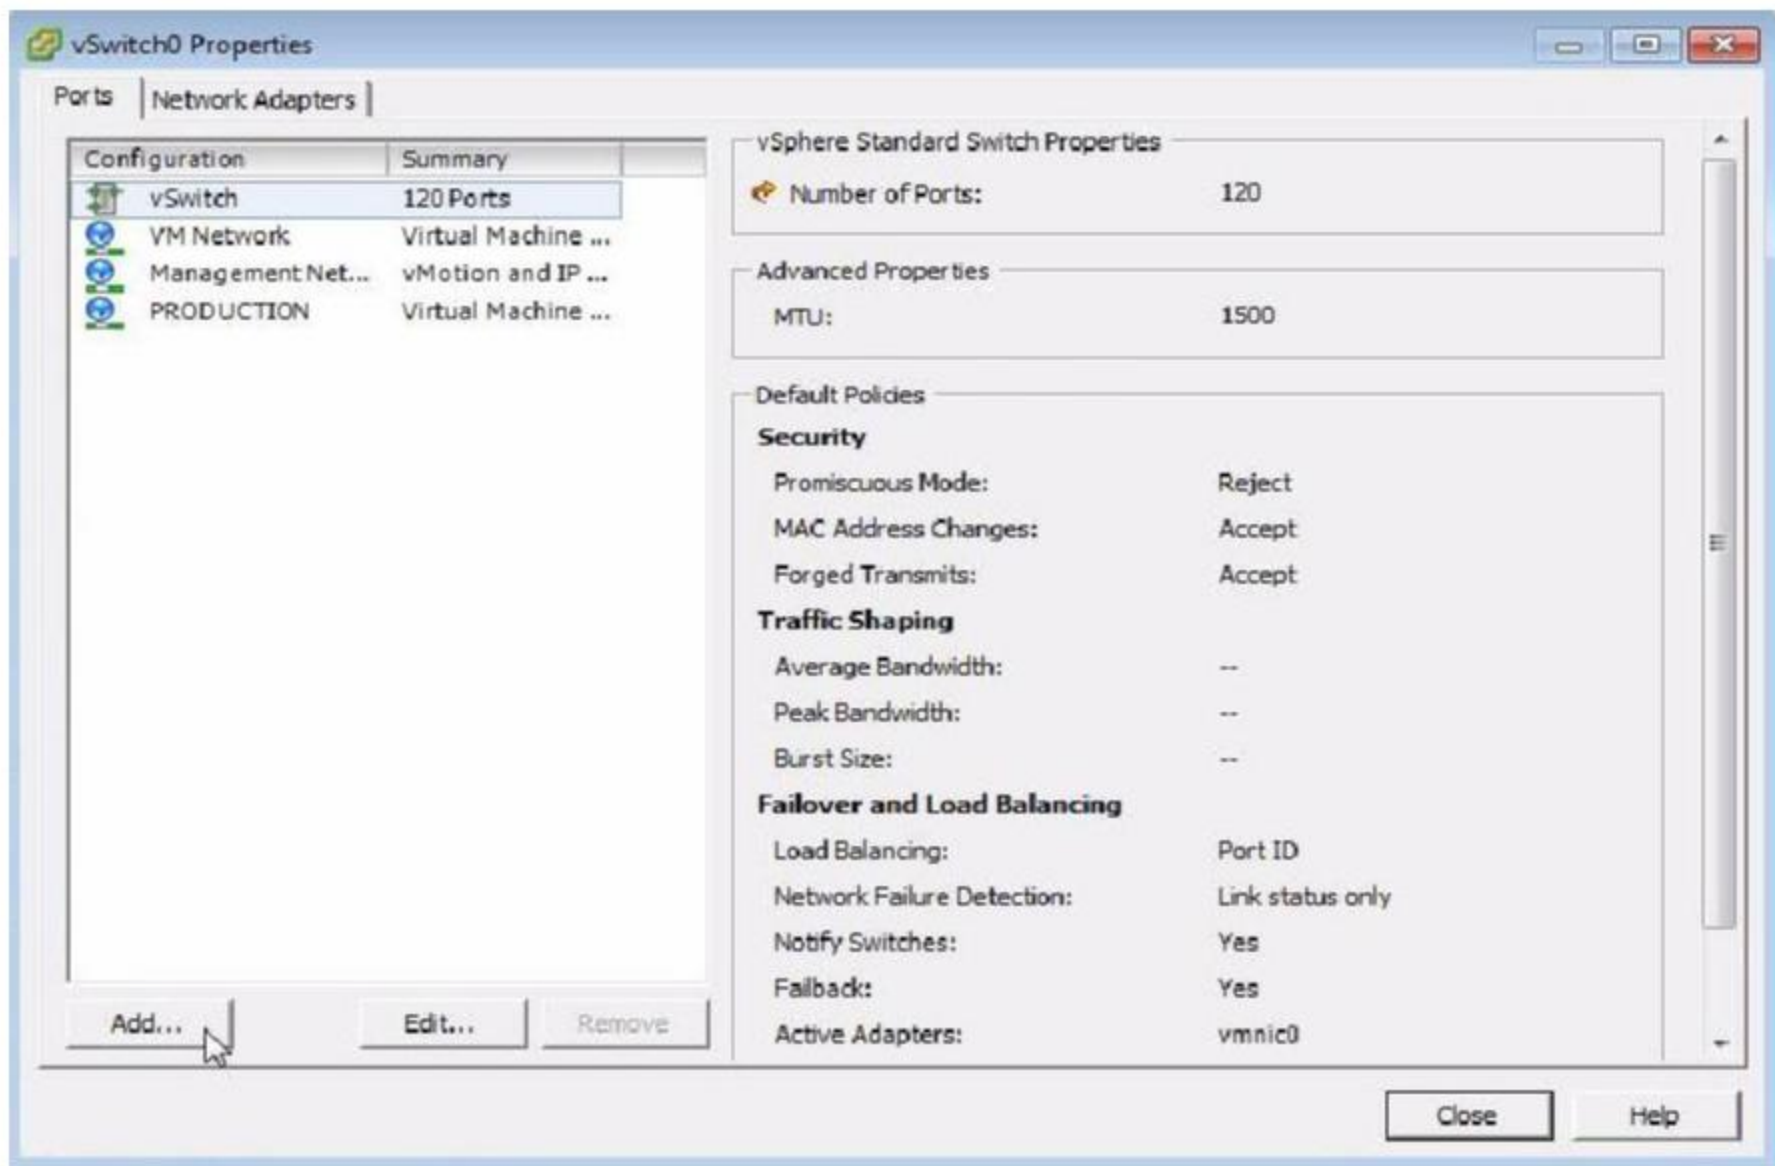 vSwitch0 Properties
Ports
Network Adapters
Configuration Summary
vSwitch 120 Ports
VM Network Virtual Machine ...
Management Net... vMotion and IP ...
PRODUCTION Virtual Machine ...
Add...
Edit...
Remove
vSphere Standard Switch Properties
Number of Ports: 120
Advanced Properties
MTU: 1500
Default Policies
Security
Promiscuous Mode: Reject
MAC Address Changes: Accept
Forged Transmits: Accept
Traffic Shaping
Average Bandwidth: --
Peak Bandwidth: --
Burst Size: --
Failover and Load Balancing
Load Balancing: Port ID
Network Failure Detection: Link status only
Notify Switches: Yes
Failback: Yes
Active Adapters: vmnic0
Close
Help